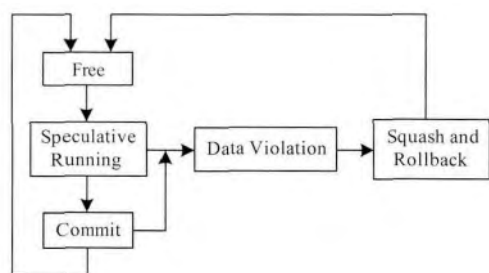 Free
Speculative
Running
Data Violation
Squash and
Rollback
Commit